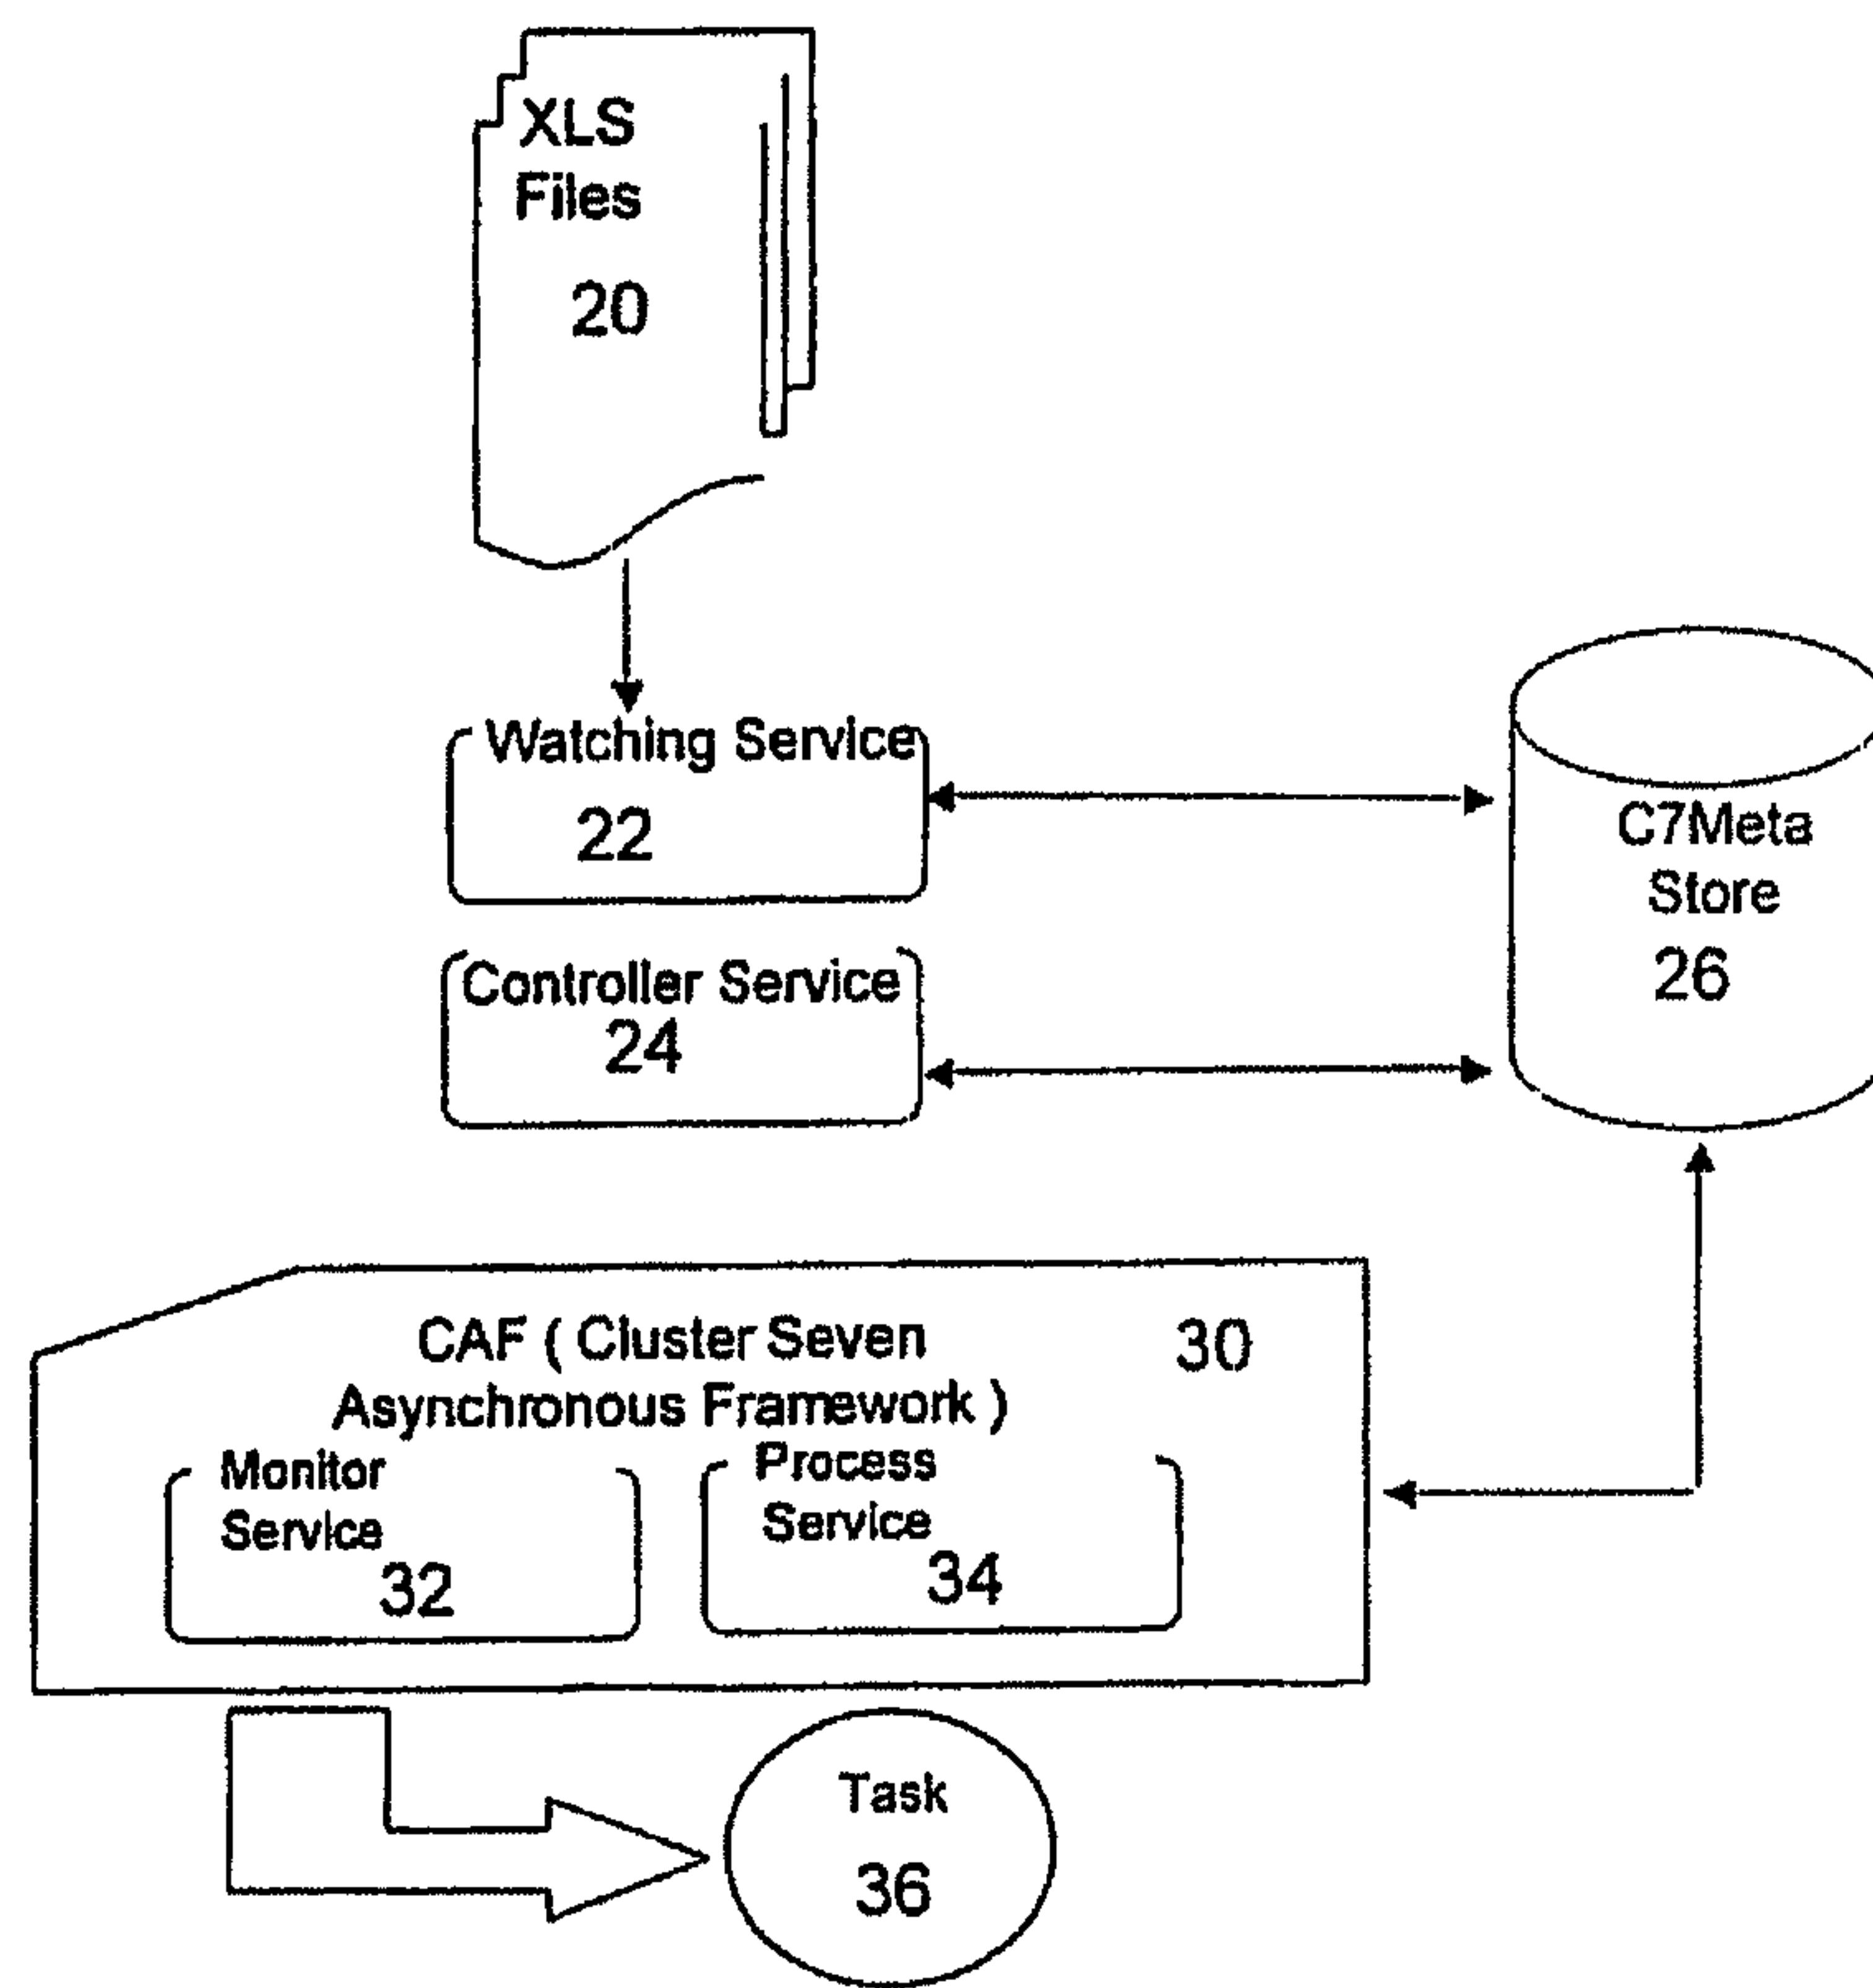 XLS
Files
20
Watching Service
22
C7Meta
Store
26
Controller Service
24
CAF ( Cluster Seven
Asynchronous Framework )
30
Monitor
Service
32
Process
Service
34
Task
36